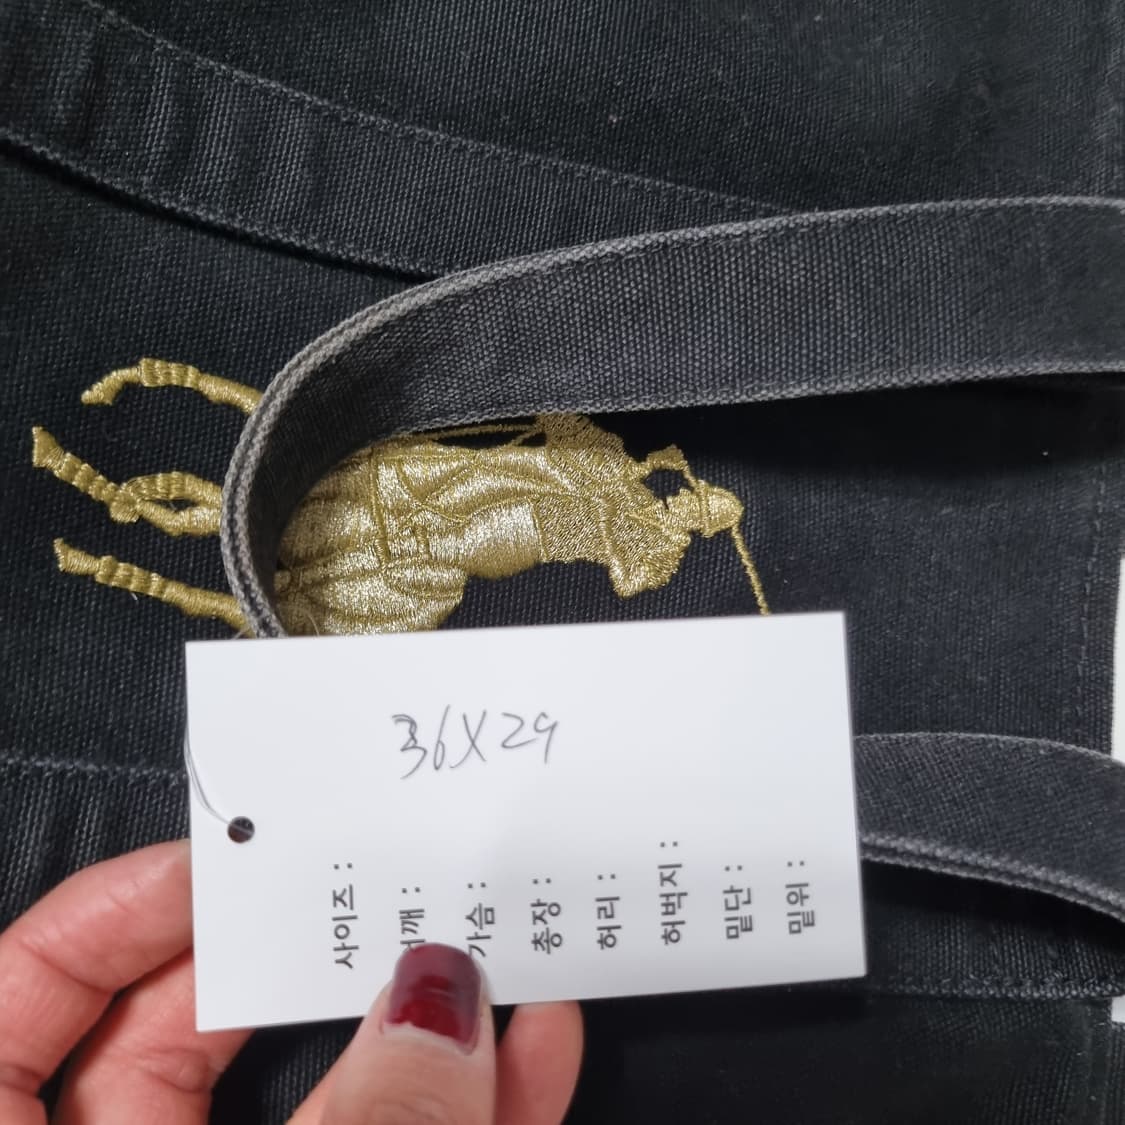 36X29
사이즈 :
어깨 :
가슴 :
총장 :
허리 :
허벅지 :
밑단 :
밑위 :